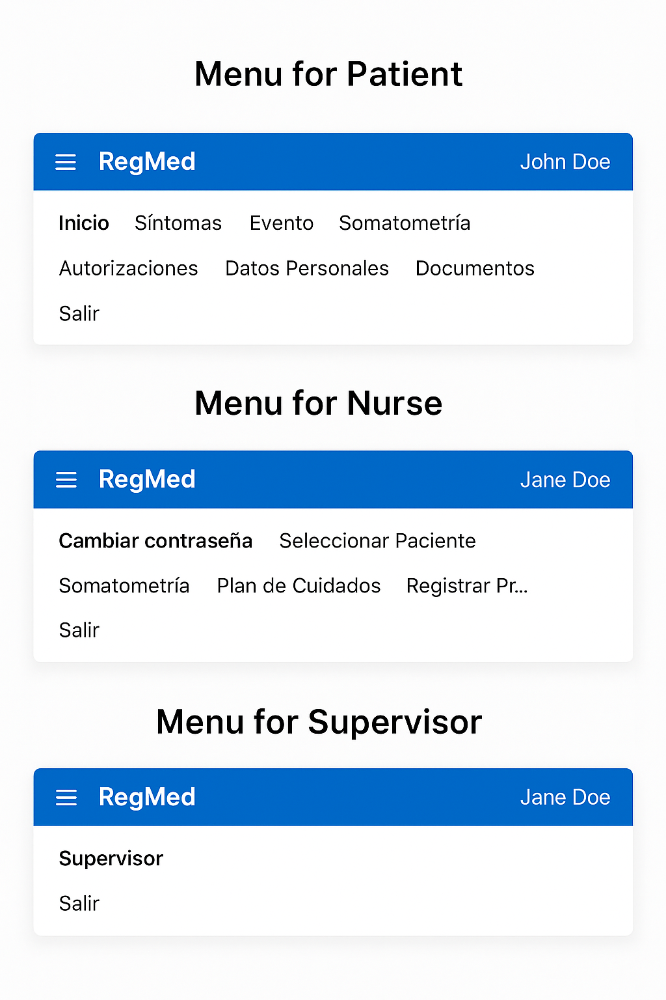 Menu for Patient
RegMed John Doe
Inicio Síntomas Evento Somatometría
Autorizaciones Datos Personales Documentos
Salir
Menu for Nurse
RegMed Jane Doe
Cambiar contraseña Seleccionar Paciente
Somatometría Plan de Cuidados Registrar Pr...
Salir
Menu for Supervisor
RegMed Jane Doe
Supervisor
Salir